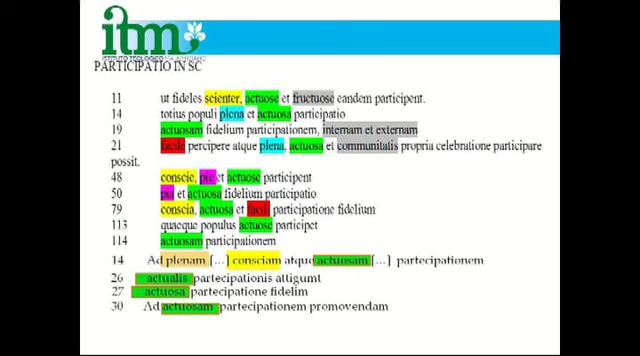 itm
ISTITUTO TEOLOGICO MARCHIGIANO
PARTICIPATIO IN SC
11 ut fideles scienter, actuose et fructuose eandem participent.
14 totius populi plena et actuosa participatio
19 actuosam fidelium participationem, internam et externam
21 facile percipere atque plena, actuosa et communitatis propria celebratione participare
possit.
48 conscie, pie et actuose participent
50 pia et actuosa fidelium participatio
79 conscia, actuosa et facili participatione fidelium
113 quaeque populus actuose participet
114 actuosam participationem
14 Ad plenam [...] consciam atque actuosam [...] partecipationem
26 actualis partecipationis attigumt
27 actuosa partecipatione fidelim
30 Ad actuosam partecipationem promovendam